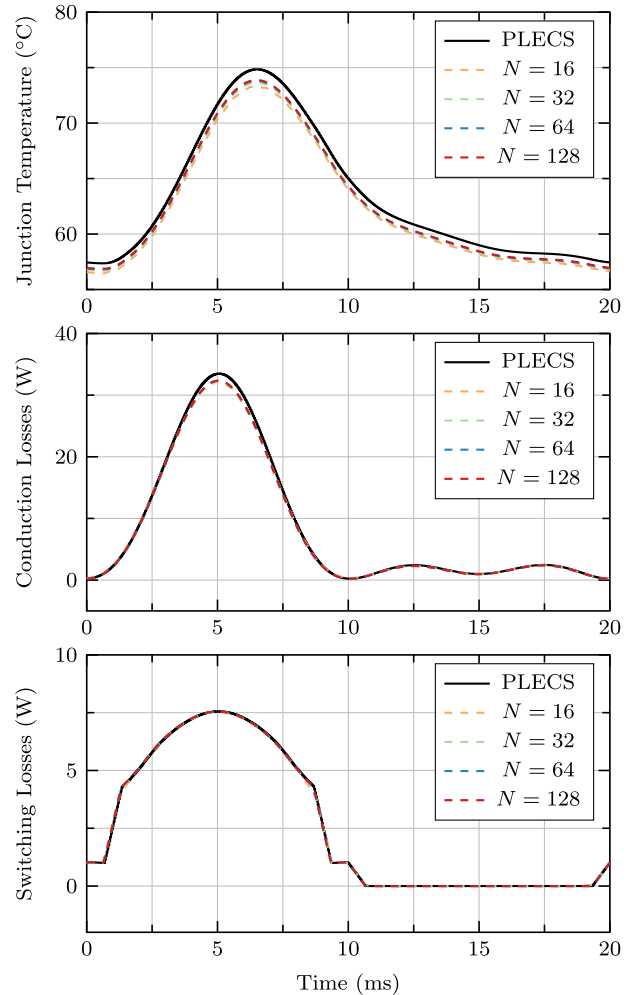 Junction Temperature (°C)
80
70
60
0
5
10
15
20
PLECS
N = 16
N = 32
N = 64
N = 128
Conduction Losses (W)
40
20
0
0
5
10
15
20
PLECS
N = 16
N = 32
N = 64
N = 128
Switching Losses (W)
10
5
0
0
5
10
15
20
PLECS
N = 16
N = 32
N = 64
N = 128
Time (ms)